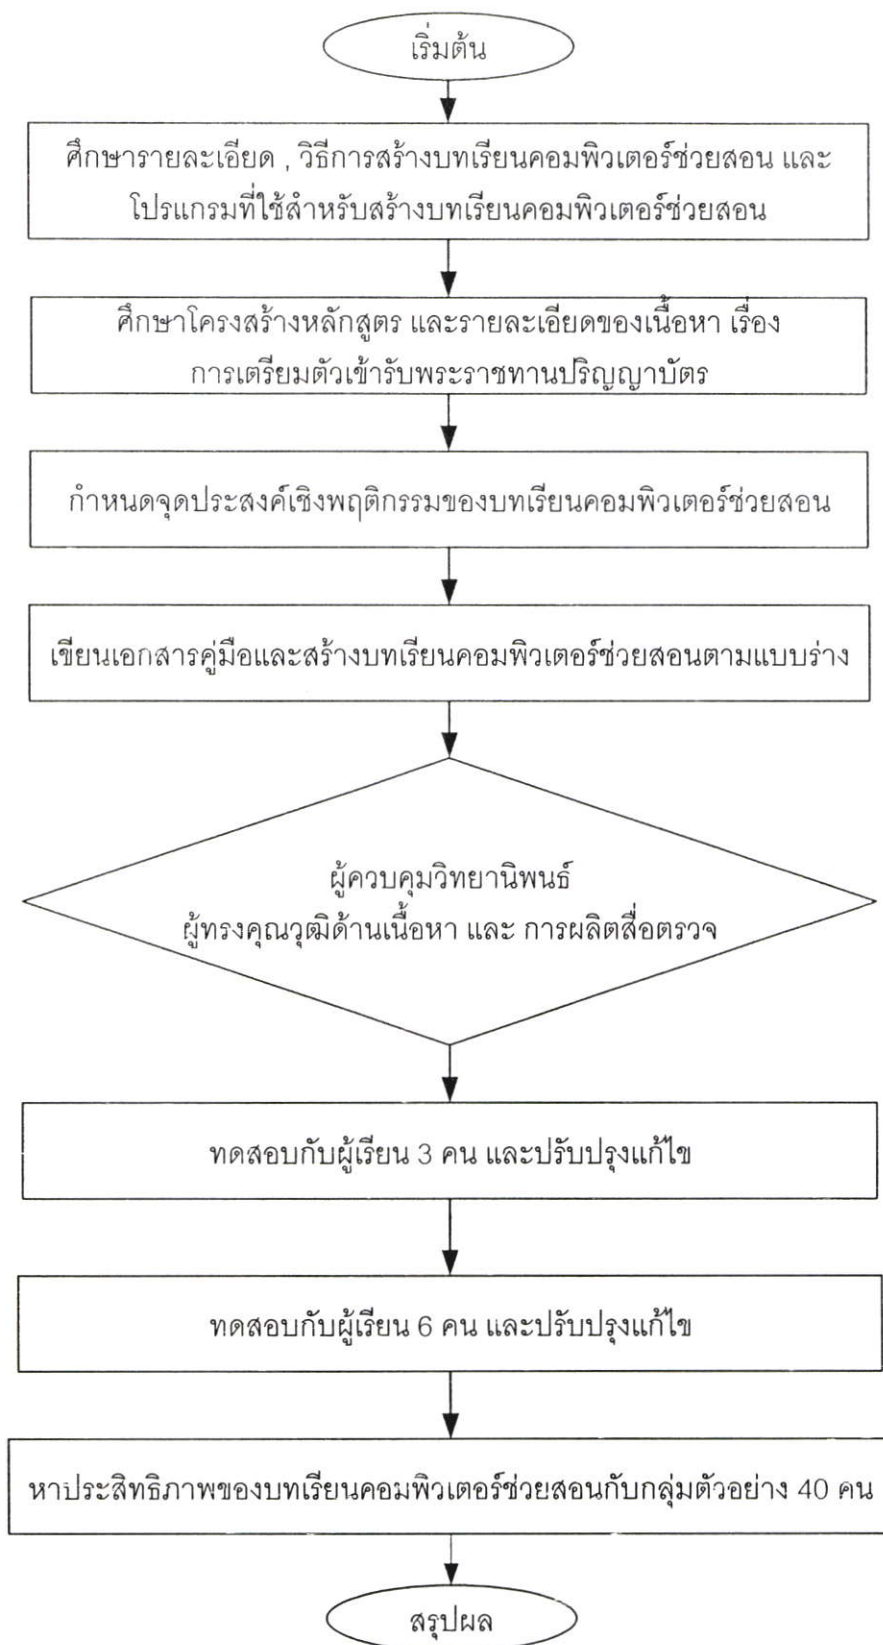 เริ่มต้น
ศึกษารายละเอียด , วิธีการสร้างบทเรียนคอมพิวเตอร์ช่วยสอน และ
โปรแกรมที่ใช้สำหรับสร้างบทเรียนคอมพิวเตอร์ช่วยสอน
ศึกษาโครงสร้างหลักสูตร และรายละเอียดของเนื้อหา เรื่อง
การเตรียมตัวเข้ารับพระราชทานปริญญาบัตร
กำหนดจุดประสงค์เชิงพฤติกรรมของบทเรียนคอมพิวเตอร์ช่วยสอน
เขียนเอกสารคู่มือและสร้างบทเรียนคอมพิวเตอร์ช่วยสอนตามแบบร่าง
ผู้ควบคุมวิทยานิพนธ์
ผู้ทรงคุณวุฒิด้านเนื้อหา และ การผลิตสื่อตรวจ
ทดสอบกับผู้เรียน 3 คน และปรับปรุงแก้ไข
ทดสอบกับผู้เรียน 6 คน และปรับปรุงแก้ไข
หาประสิทธิภาพของบทเรียนคอมพิวเตอร์ช่วยสอนกับกลุ่มตัวอย่าง 40 คน
สรุปผล